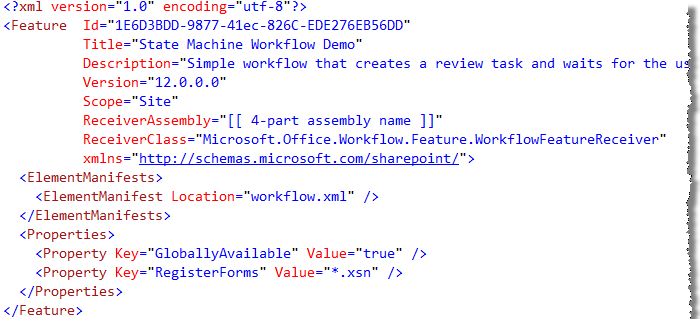 <?xml version="1.0" encoding="utf-8"?>
<Feature  Id="1E6D3BDD-9877-41ec-826C-EDE276EB56DD"
          Title="State Machine Workflow Demo"
          Description="Simple workflow that creates a review task and waits for the us
          Version="12.0.0.0"
          Scope="Site"
          ReceiverAssembly="[[ 4-part assembly name ]]"
          ReceiverClass="Microsoft.Office.Workflow.Feature.WorkflowFeatureReceiver"
          xmlns="http://schemas.microsoft.com/sharepoint/">
  <ElementManifests>
    <ElementManifest Location="workflow.xml" />
  </ElementManifests>
  <Properties>
    <Property Key="GloballyAvailable" Value="true" />
    <Property Key="RegisterForms" Value="*.xsn" />
  </Properties>
</Feature>